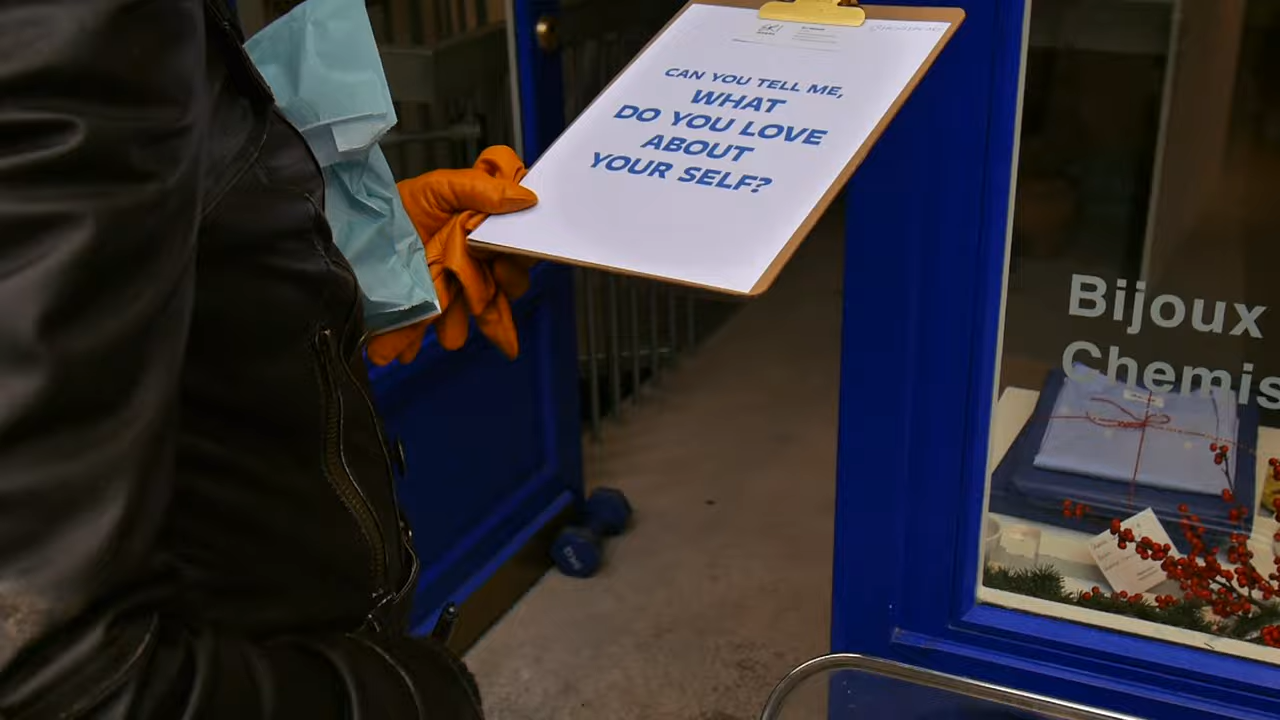 CAN YOU TELL ME,
WHAT
DO YOU LOVE
ABOUT
YOUR SELF?
Bijoux
Chemis